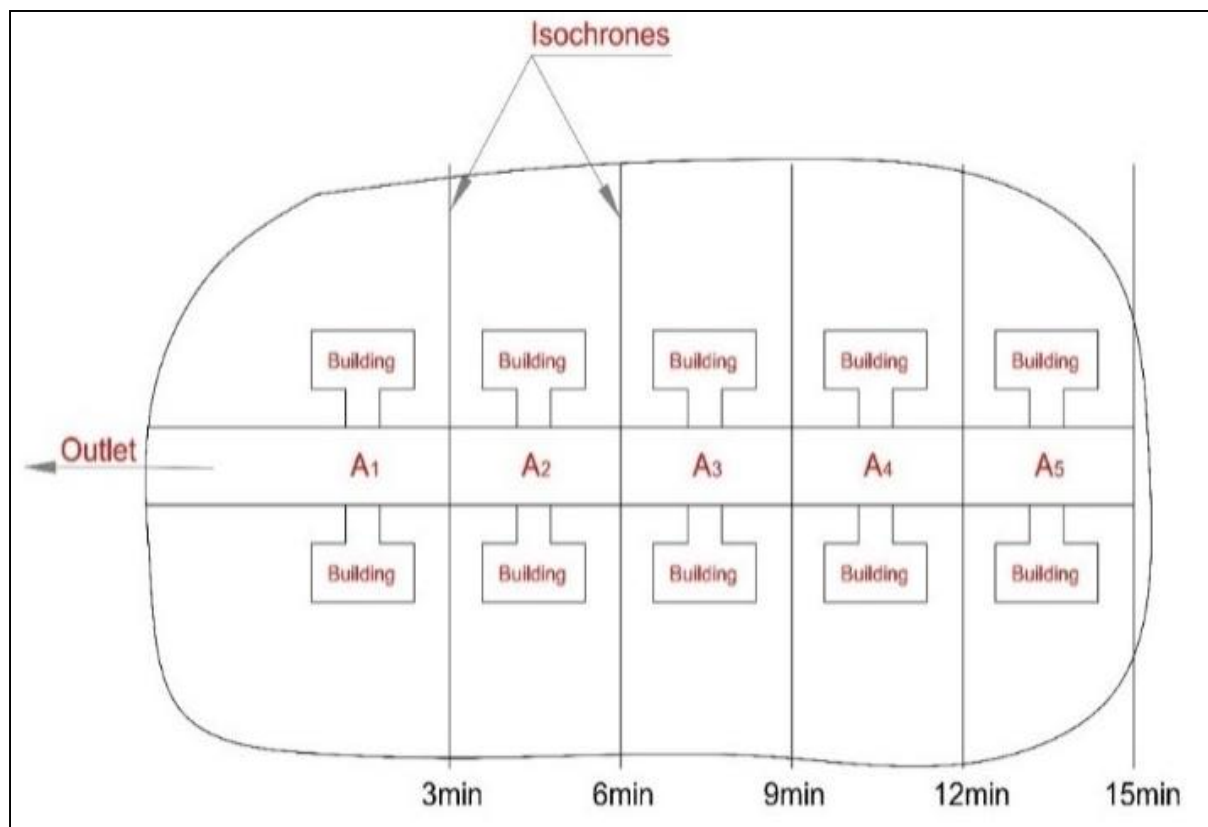 Isochrones
Building Building Building Building Building
Outlet A1 A2 A3 A4 A5
Building Building Building Building Building
3min 6min 9min 12min 15min